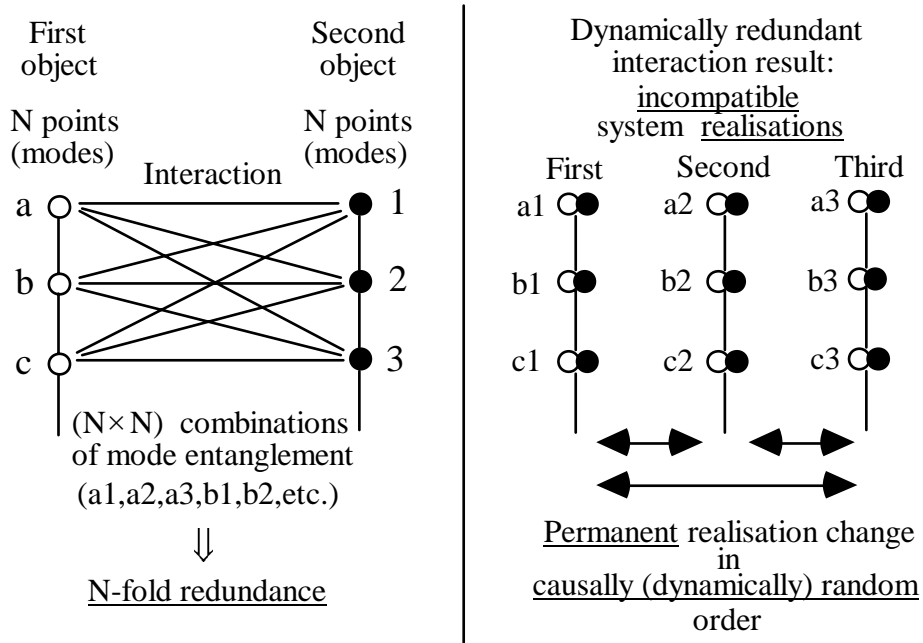 First
object
Second
object
N points
(modes)
N points
(modes)
Interaction
a
1
b
2
c
3
(N×N) combinations
of mode entanglement
(a1,a2,a3,b1,b2,etc.)
⇓
N-fold redundance
Dynamically redundant
interaction result:
incompatible
system realisations
First Second Third
a1 a2 a3
b1 b2 b3
c1 c2 c3
Permanent realisation change
in
causally (dynamically) random
order